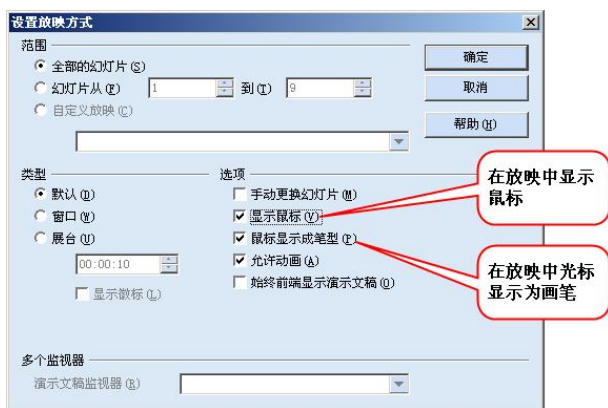 设置放映方式
范围
全部的幻灯片(S)
幻灯片从(F) 1 到(T) 9
自定义放映(C)
确定
取消
帮助(H)
类型
默认(D)
窗口(W)
展台(U)
00:00:10
显示徽标(L)
选项
手动更换幻灯片(M)
显示鼠标(V)
鼠标显示成笔型(P)
允许动画(A)
始终前端显示演示文稿(O)
在放映中显示
鼠标
在放映中光标
显示为画笔
多个监视器
演示文稿监视器(R)